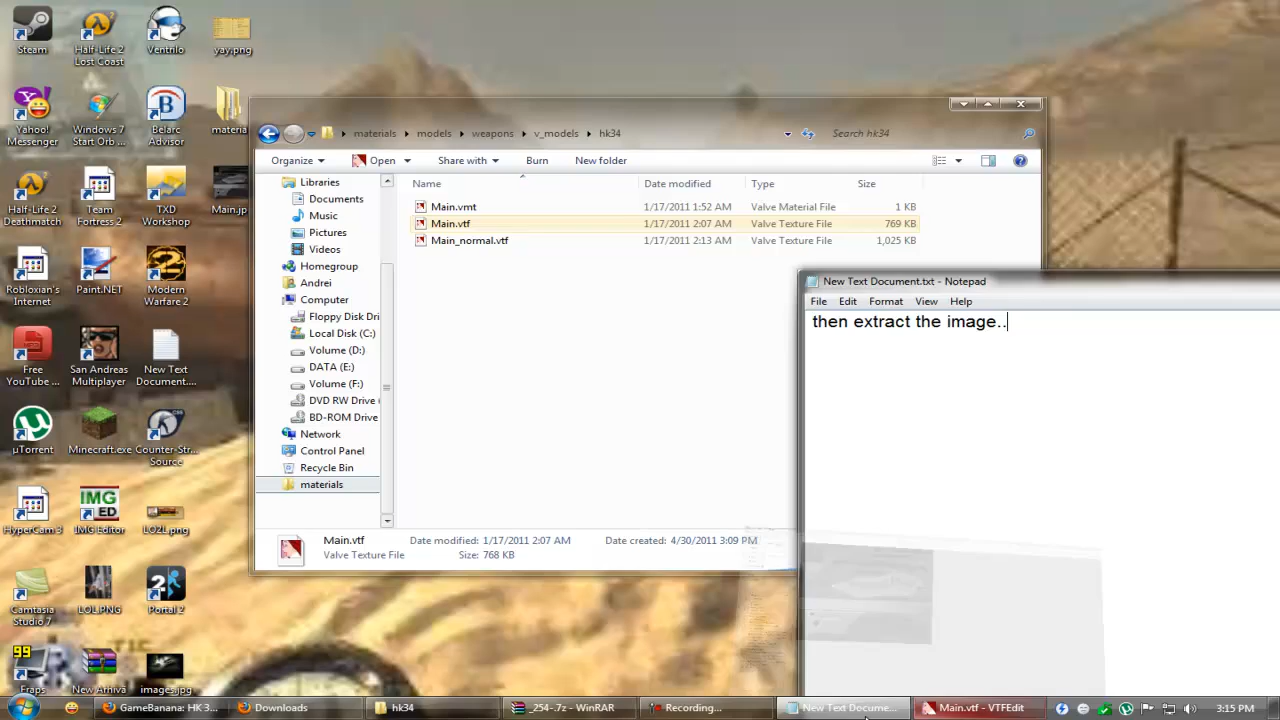 Steam
Half-Life 2
Lost Coast
Ventrilo
yay.png
Yahoo!
Messenger
Windows 7
Start Orb ...
Belarc
Advisor
materia
Half-Life 2
Deathmatch
Team
Fortress 2
TXD
Workshop
Main.jp
Robloxian's
Internet
Paint.NET
Modern
Warfare 2
Free
YouTube ...
San Andreas
Multiplayer
New Text
Document....
µTorrent
Minecraft.exe
Counter-Str...
Source
HyperCam 3
IMG Editor
LO2L.png
Camtasia
Studio 7
LOL.PNG
Portal 2
99
Fraps
New Arhiva
images.jpg
materials
models
weapons
v_models
hk34
Search hk34
Organize
Open
Share with
Burn
New folder
Name
Date modified
Type
Size
Main.vmt
1/17/2011 1:52 AM
Valve Material File
1 KB
Main.vtf
1/17/2011 2:07 AM
Valve Texture File
769 KB
Main_normal.vtf
1/17/2011 2:13 AM
Valve Texture File
1,025 KB
Libraries
Documents
Music
Pictures
Videos
Homegroup
Andrei
Computer
Floppy Disk Dri
Local Disk (C:)
Volume (D:)
DATA (E:)
Volume (F:)
DVD RW Drive (
BD-ROM Drive
Network
Control Panel
Recycle Bin
materials
Main.vtf
Date modified: 1/17/2011 2:07 AM
Date created: 4/30/2011 3:09 PM
Valve Texture File
Size: 768 KB
New Text Document.txt - Notepad
File Edit Format View Help
then extract the image..
GameBanana: HK 3...
Downloads
hk34
_254-.7z - WinRAR
Recording...
New Text Docume...
Main.vtf - VTFEdit
3:15 PM